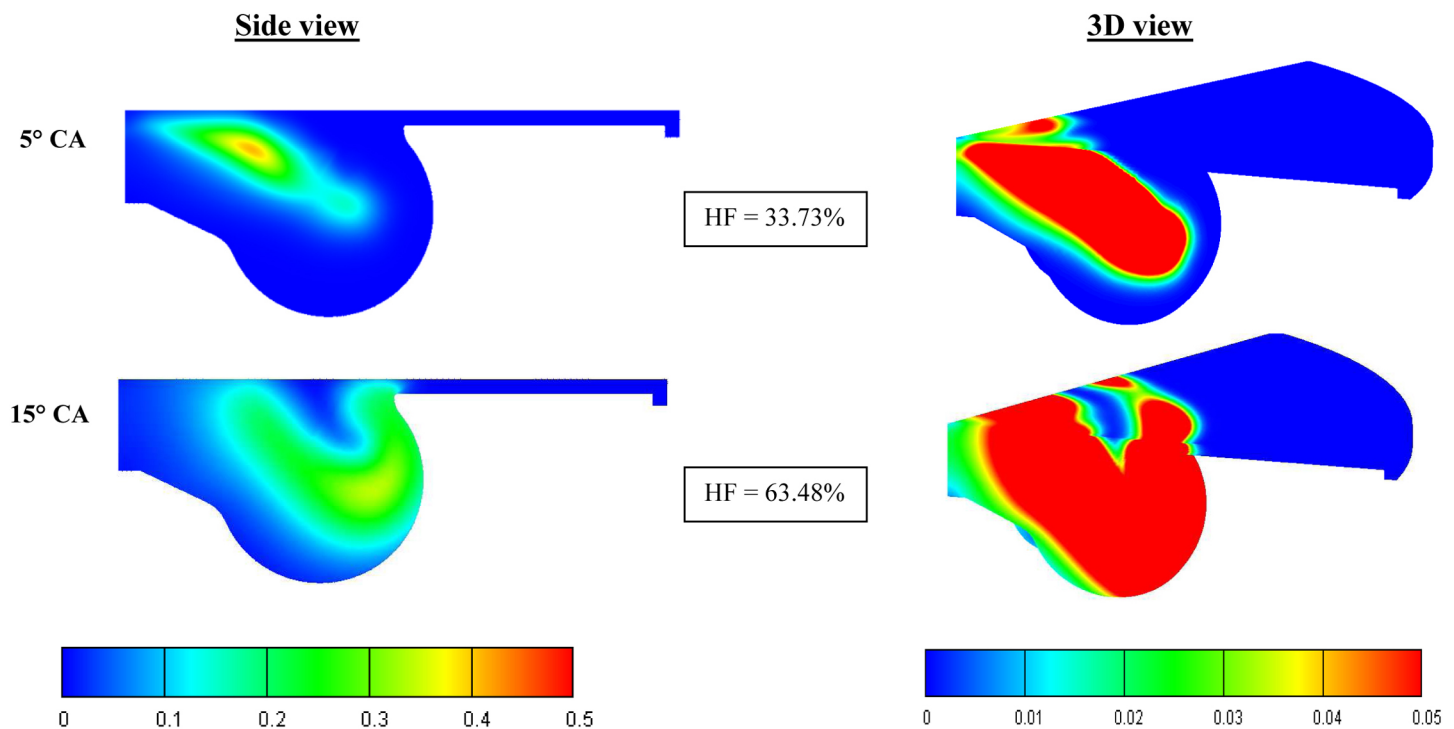 Side view
3D view
5° CA
HF = 33.73%
15° CA
HF = 63.48%
0 0.1 0.2 0.3 0.4 0.5
0 0.01 0.02 0.03 0.04 0.05